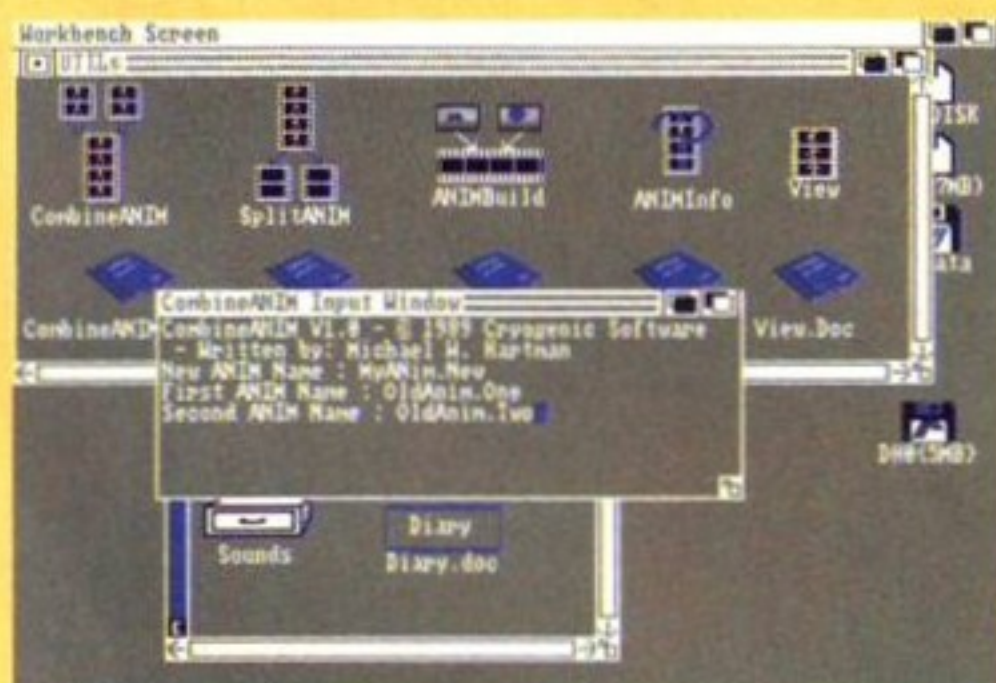 Workbench Screen
UTILs
DISK
CombineANIM
SplitANIM
ANIMBuild
ANIMInfo
View
CombineANIM Input Window
CombineANIM
View.Doc
CombineANIM V1.0 - © 1989 Cryogenic Software
- Written by: Michael W. Hartman
New ANIM Name : MyANim.New
First ANIM Name : OldAnim.One
Second ANIM Name : OldAnim.Two
DH0(5MB)
Sounds
Diary
Diary.doc